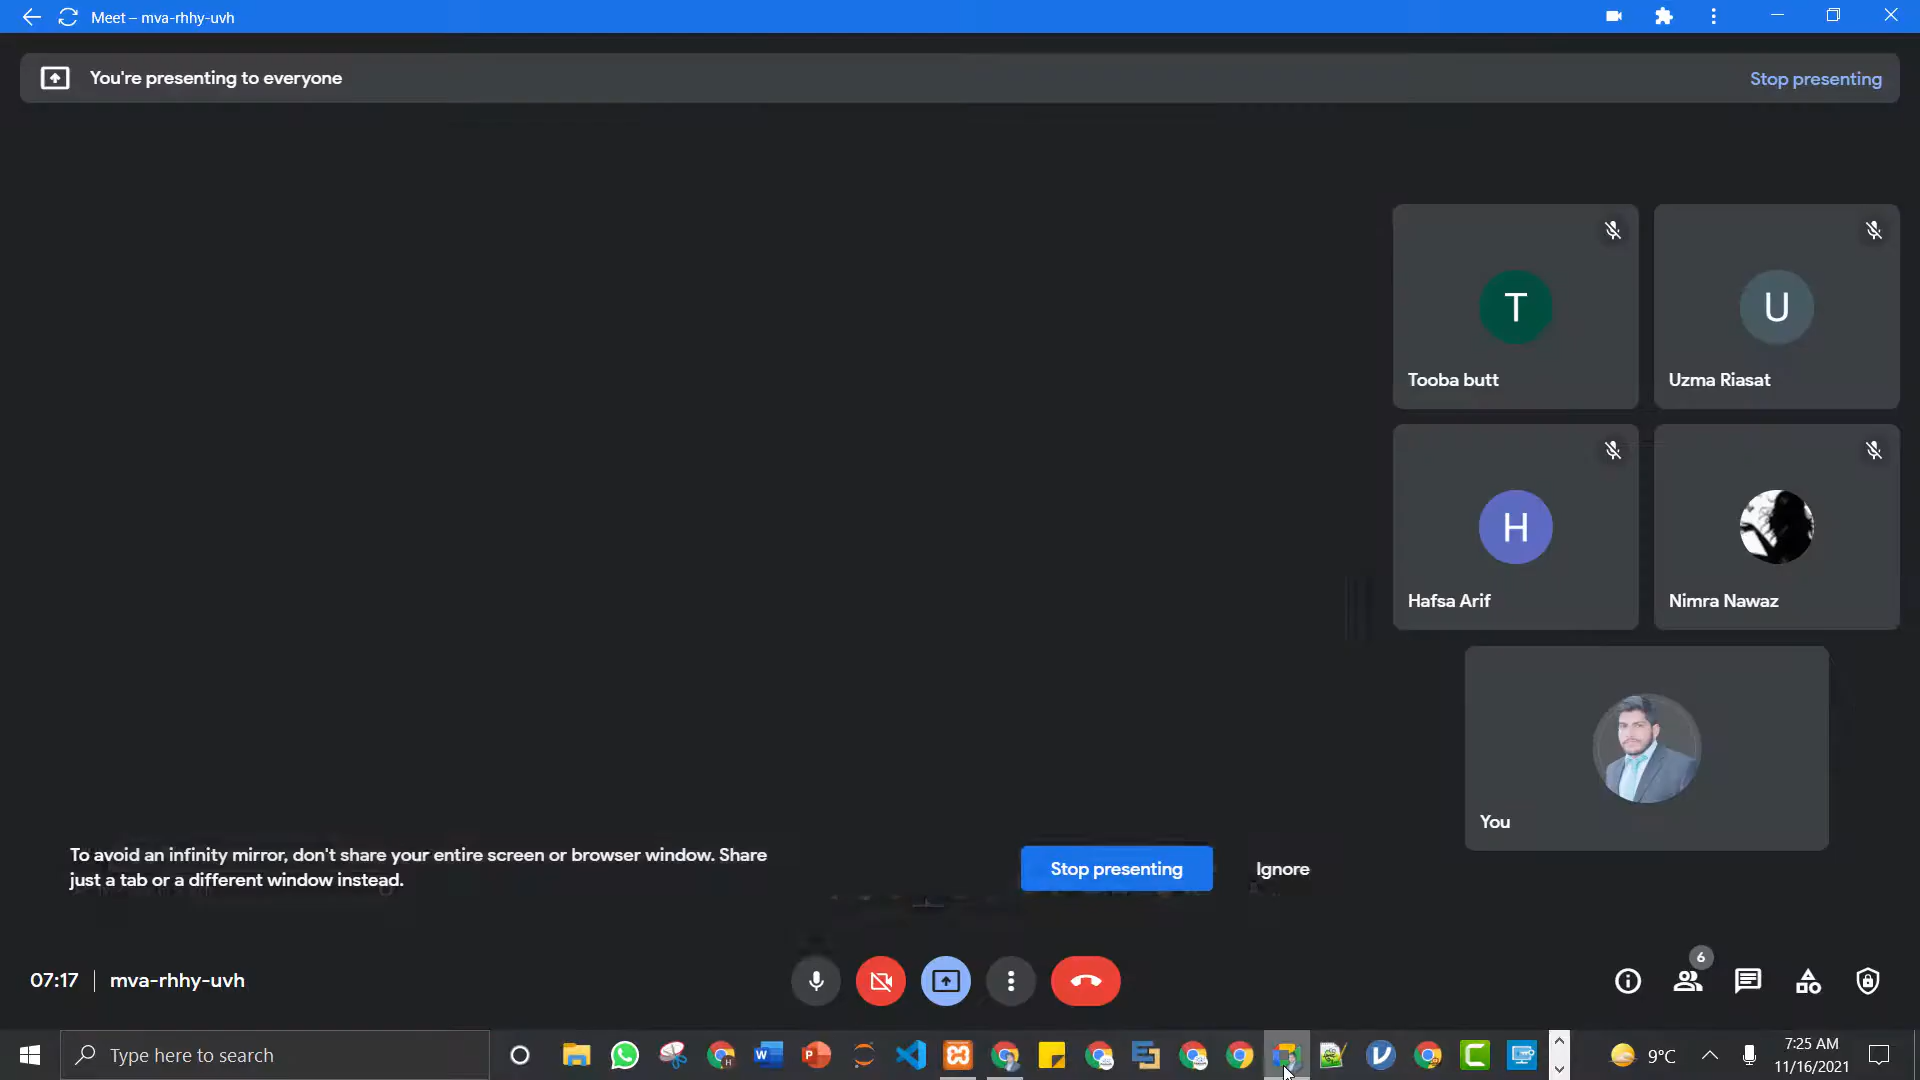 Meet – mva-rhhy-uvh
You're presenting to everyone
Stop presenting
T
U
Tooba butt
Uzma Riasat
H
Hafsa Arif
Nimra Nawaz
You
To avoid an infinity mirror, don't share your entire screen or browser window. Share
just a tab or a different window instead.
Stop presenting
Ignore
07:17
mva-rhhy-uvh
6
Type here to search
9°C
7:25 AM
11/16/2021